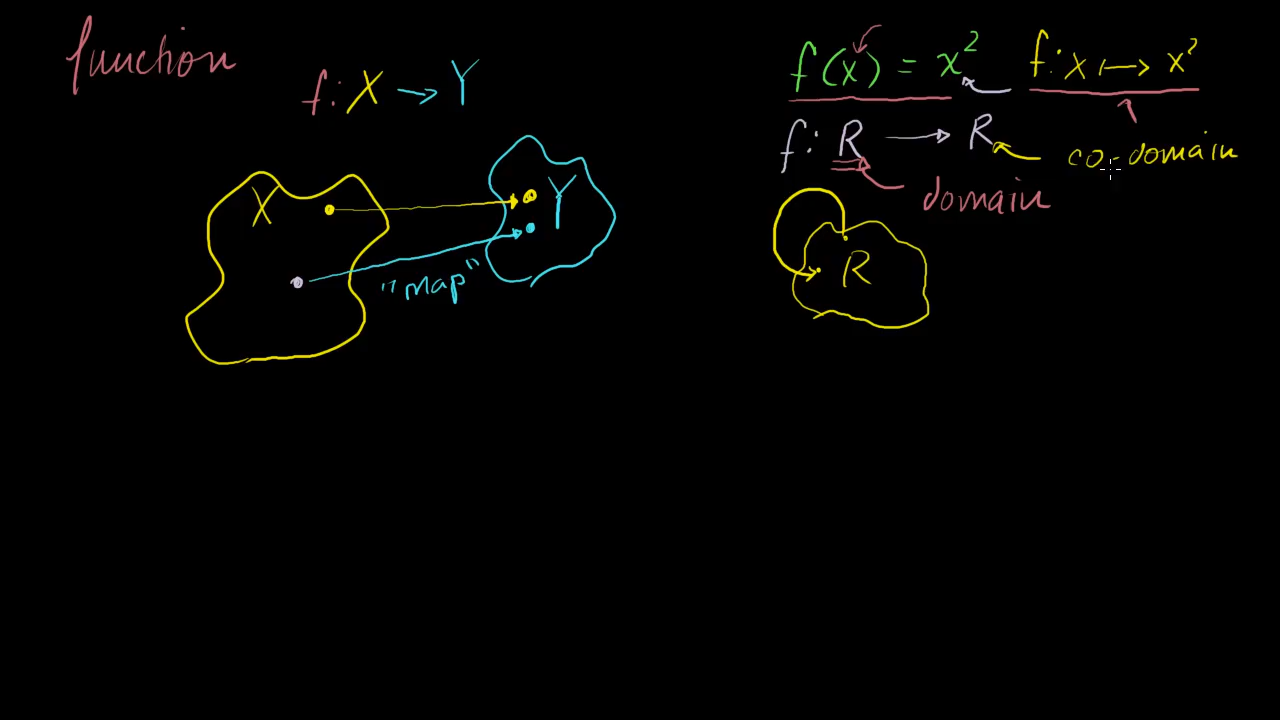 function
f: X → Y
X
Y
"map"
f(x) = x²
f: x ↦ x²
f: R → R
co-domain
domain
R